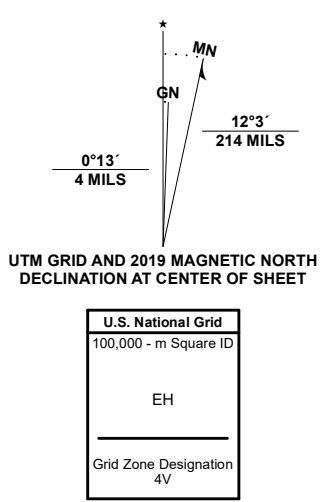 ★
MN
GN
12°3´
214 MILS
0°13´
4 MILS
UTM GRID AND 2019 MAGNETIC NORTH
DECLINATION AT CENTER OF SHEET
U.S. National Grid
100,000 - m Square ID
EH
Grid Zone Designation
4V